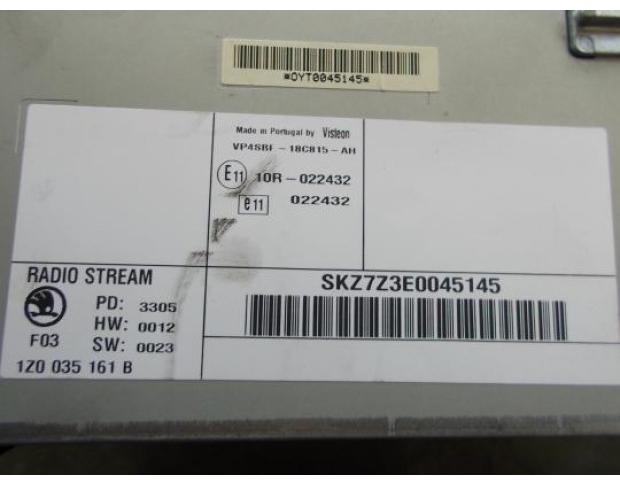 *OYT0045145*
Made in Portugal by Visteon
VP4SBF-18C815-AH
E11 10R-022432
e11 022432
RADIO STREAM
PD: 3305
HW: 0012
F03 SW: 0023
1Z0 035 161 B
SKZ7Z3E0045145